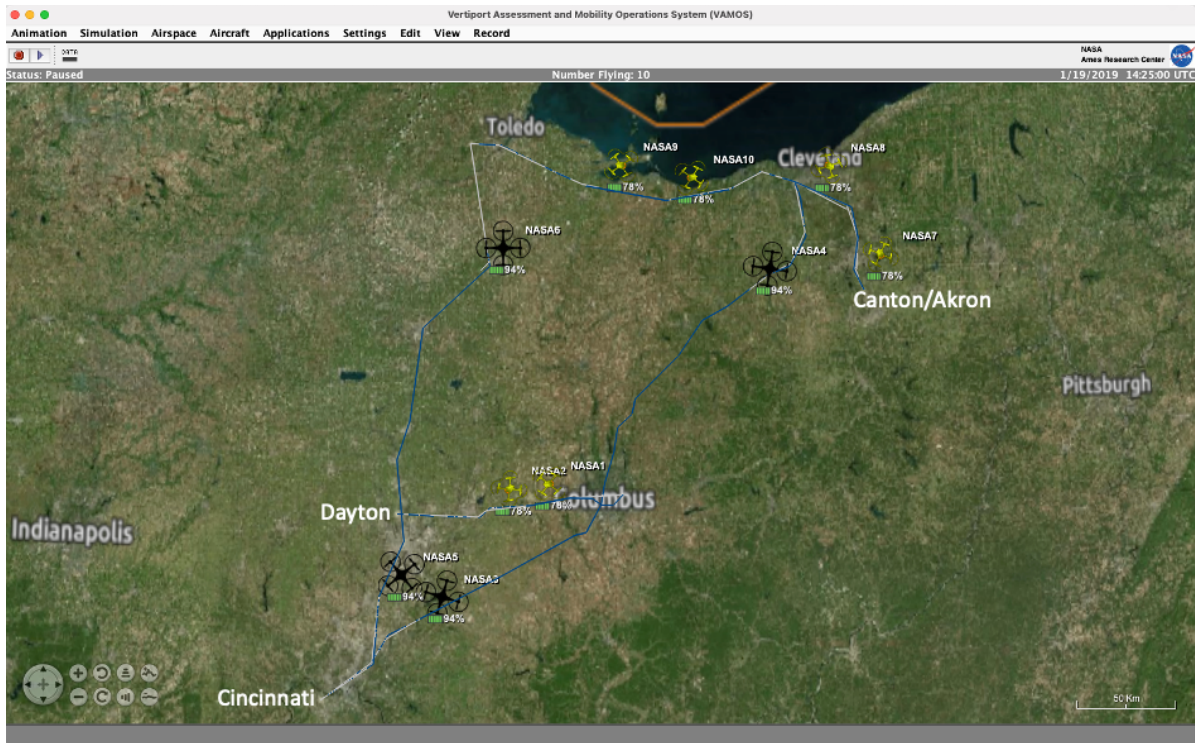 Vertiport Assessment and Mobility Operations System (VAMOS)
Animation Simulation Airspace Aircraft Applications Settings Edit View Record
DATA
NASA
Ames Research Center
NASA
Status: Paused Number Flying: 10 1/19/2019 14:25:00 UTC
Toledo
NASA9
NASA10
Cleveland
NASA8
78%
78%
78%
NASA6
94%
NASA7
78%
NASA4
94%
Canton/Akron
Pittsburgh
NASA2
NASA1
78%
78%
Columbus
Dayton
Indianapolis
NASA5
94%
NASA3
94%
Cincinnati
50 Km